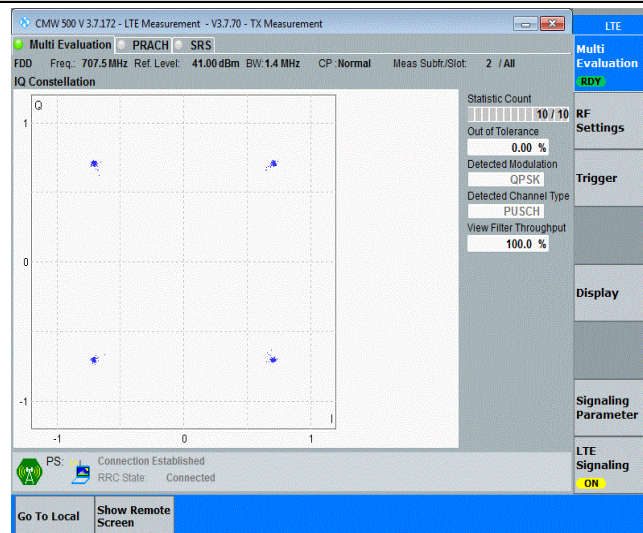 CMW 500 V 3.7.172 - LTE Measurement - V3.7.70 - TX Measurement
LTE
Multi Evaluation PRACH SRS
Multi
Evaluation
RDY
FDD Freq.: 707.5 MHz Ref. Level: 41.00 dBm BW: 1.4 MHz CP : Normal Meas Subfr./Slot: 2 / All
IQ Constellation
Q
1
0
-1
I
-1 0 1
Statistic Count
10 / 10
Out of Tolerance
0.00 %
Detected Modulation
QPSK
Detected Channel Type
PUSCH
View Filter Throughput
100.0 %
RF
Settings
Trigger
Display
Signaling
Parameter
LTE
Signaling
ON
PS: Connection Established
RRC State: Connected
Go To Local
Show Remote
Screen